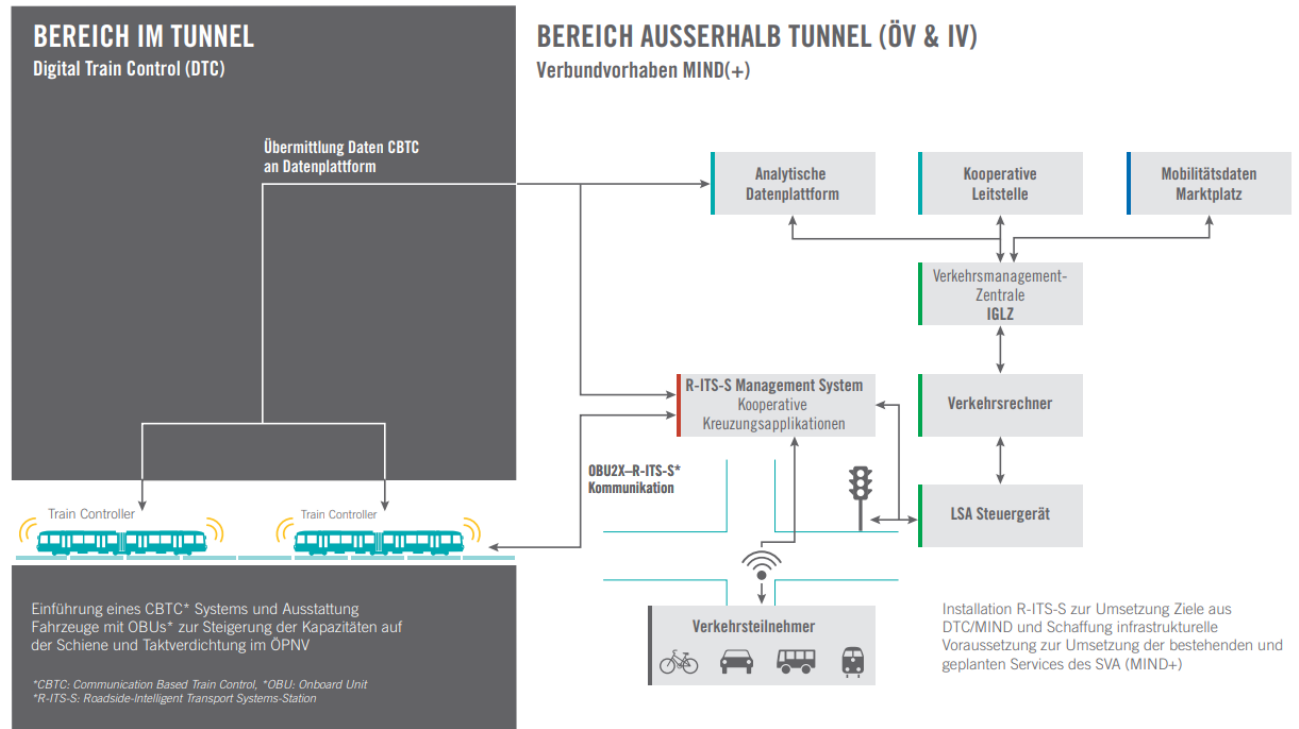 BEREICH IM TUNNEL
Digital Train Control (DTC)
BEREICH AUSSERHALB TUNNEL (ÖV & IV)
Verbundvorhaben MIND(+)
Übermittlung Daten CBTC
an Datenplattform
Analytische
Datenplattform
Kooperative
Leitstelle
Mobilitätsdaten
Marktplatz
Verkehrsmanagement-
Zentrale
IGLZ
R-ITS-S Management System
Kooperative
Kreuzungsapplikationen
Verkehrsrechner
OBU2X–R-ITS-S*
Kommunikation
LSA Steuergerät
Train Controller
Train Controller
Einführung eines CBTC* Systems und Ausstattung
Fahrzeuge mit OBUs* zur Steigerung der Kapazitäten auf
der Schiene und Taktverdichtung im ÖPNV
*CBTC: Communication Based Train Control, *OBU: Onboard Unit
*R-ITS-S: Roadside-Intelligent Transport Systems-Station
Verkehrsteilnehmer
Installation R-ITS-S zur Umsetzung Ziele aus
DTC/MIND und Schaffung infrastrukturelle
Voraussetzung zur Umsetzung der bestehenden und
geplanten Services des SVA (MIND+)